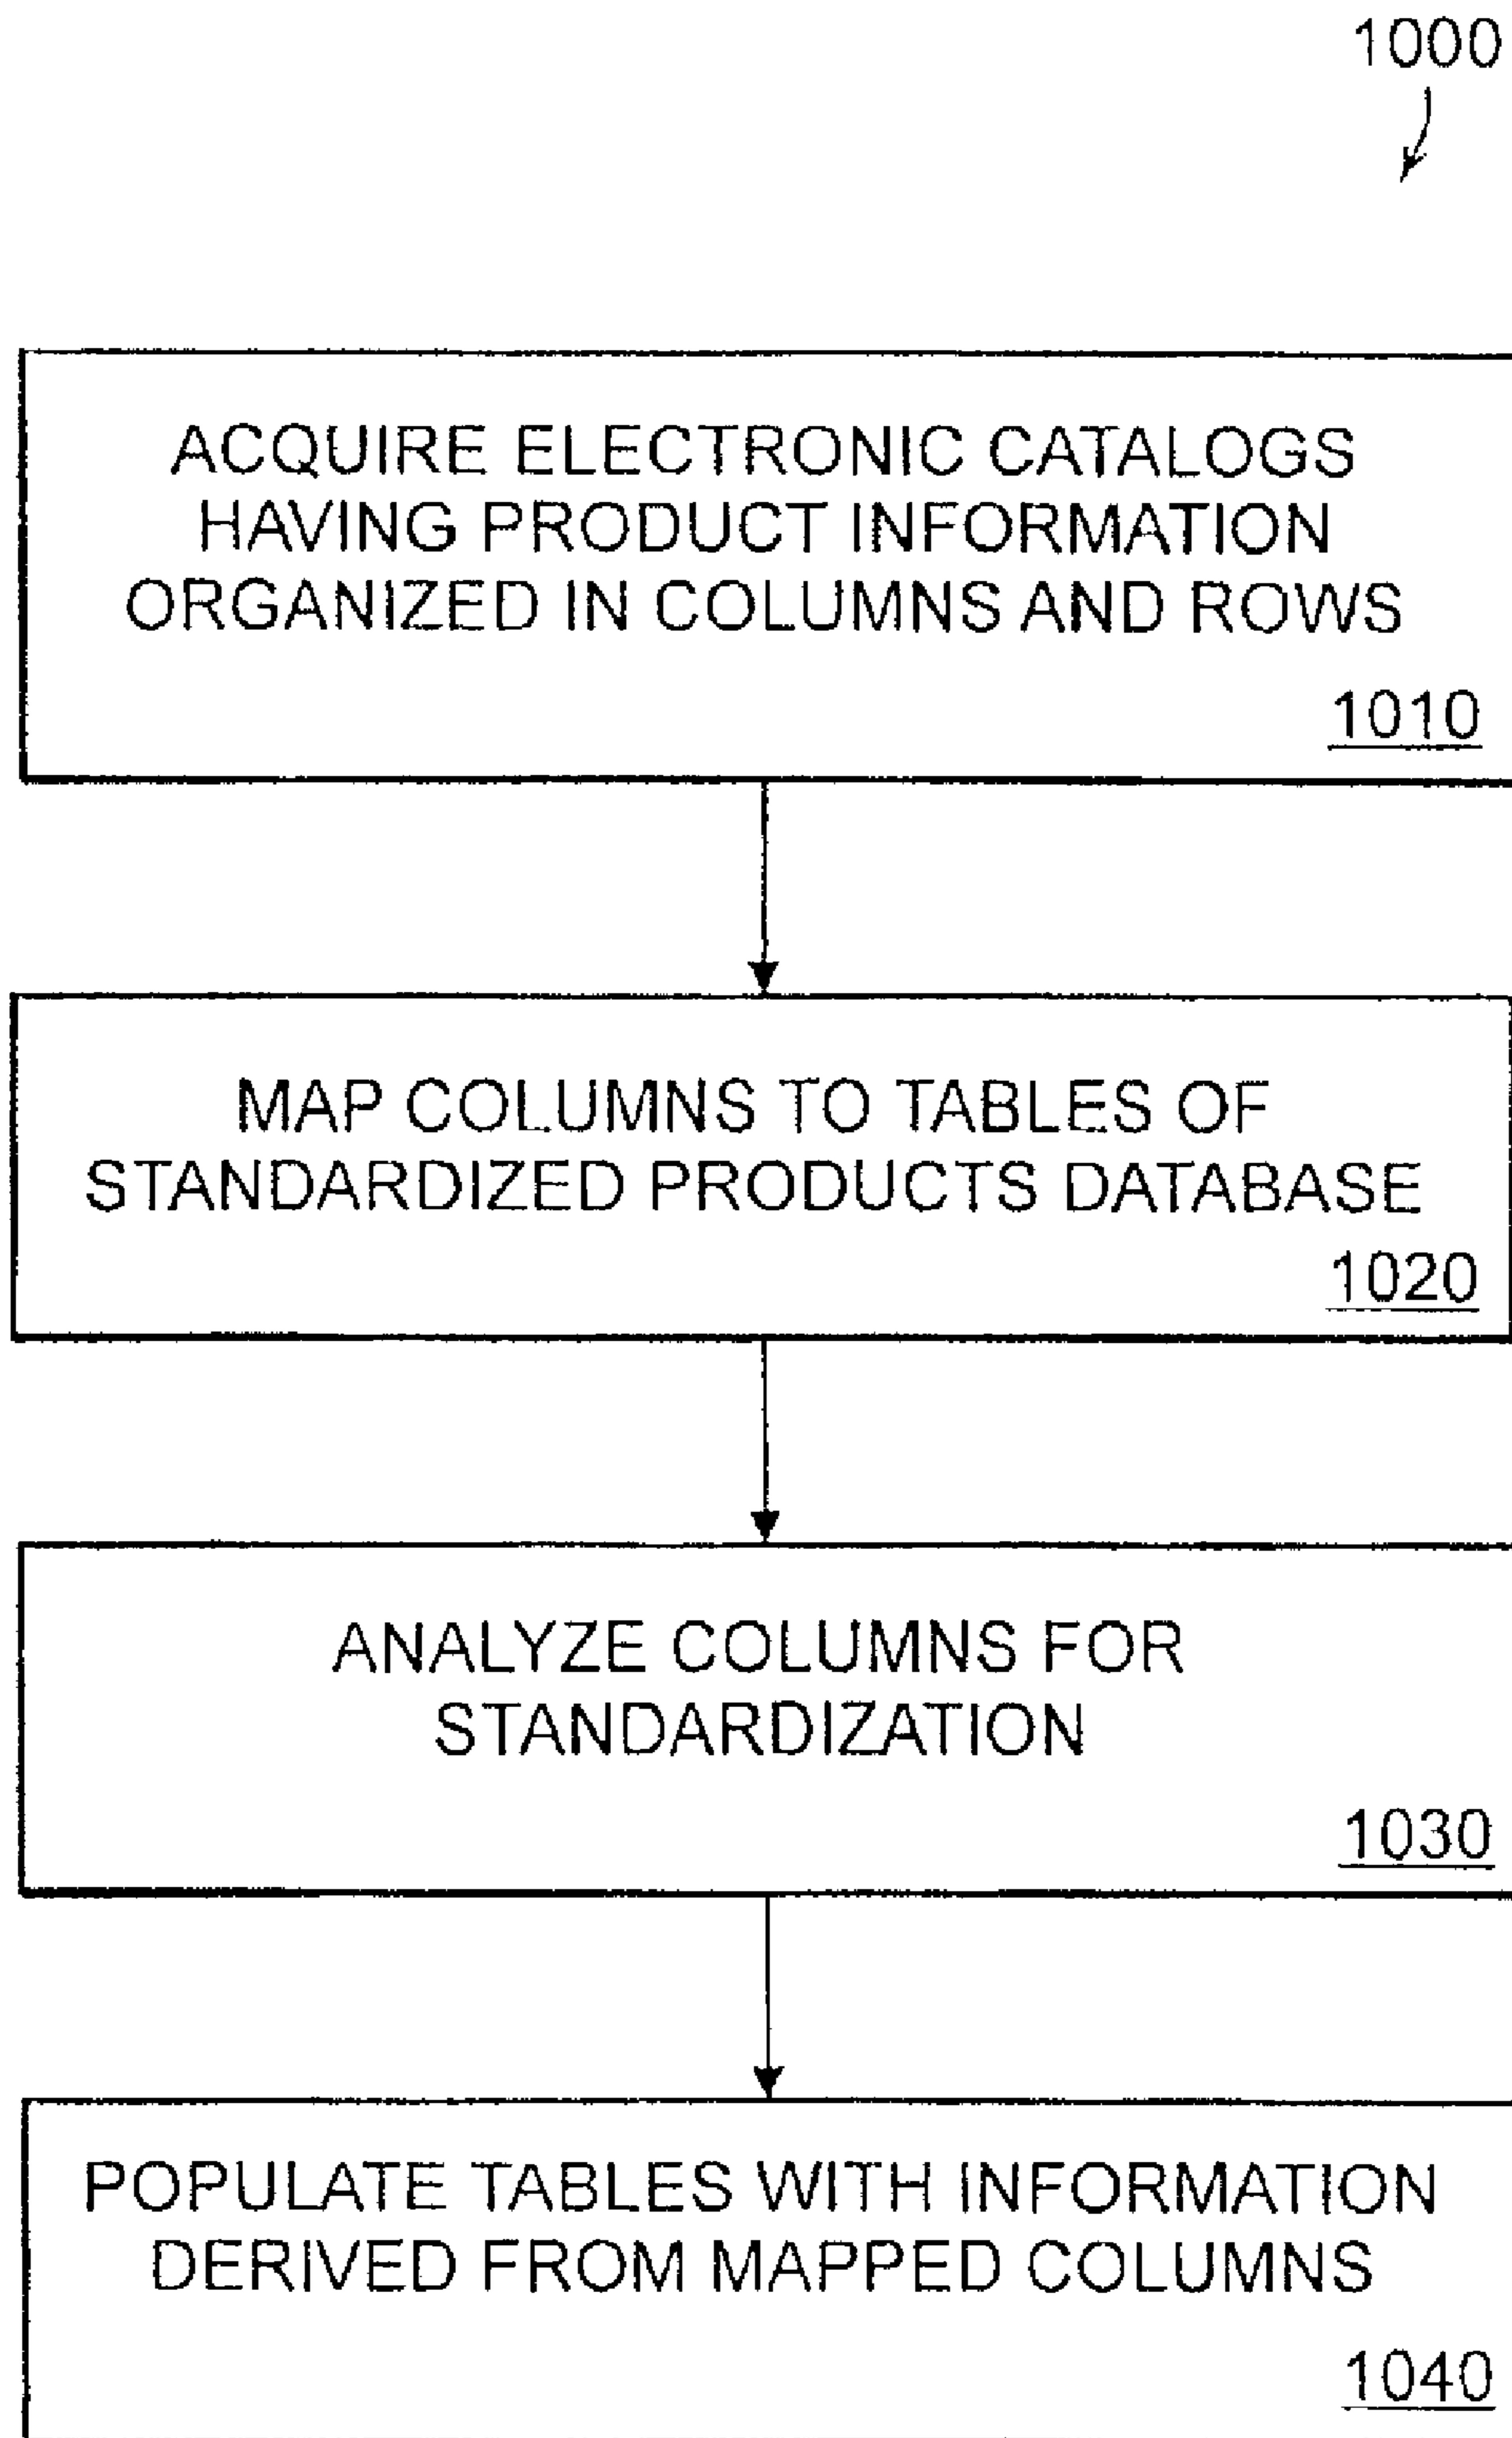 1000
ACQUIRE ELECTRONIC CATALOGS
HAVING PRODUCT INFORMATION
ORGANIZED IN COLUMNS AND ROWS
1010
MAP COLUMNS TO TABLES OF
STANDARDIZED PRODUCTS DATABASE
1020
ANALYZE COLUMNS FOR
STANDARDIZATION
1030
POPULATE TABLES WITH INFORMATION
DERIVED FROM MAPPED COLUMNS
1040